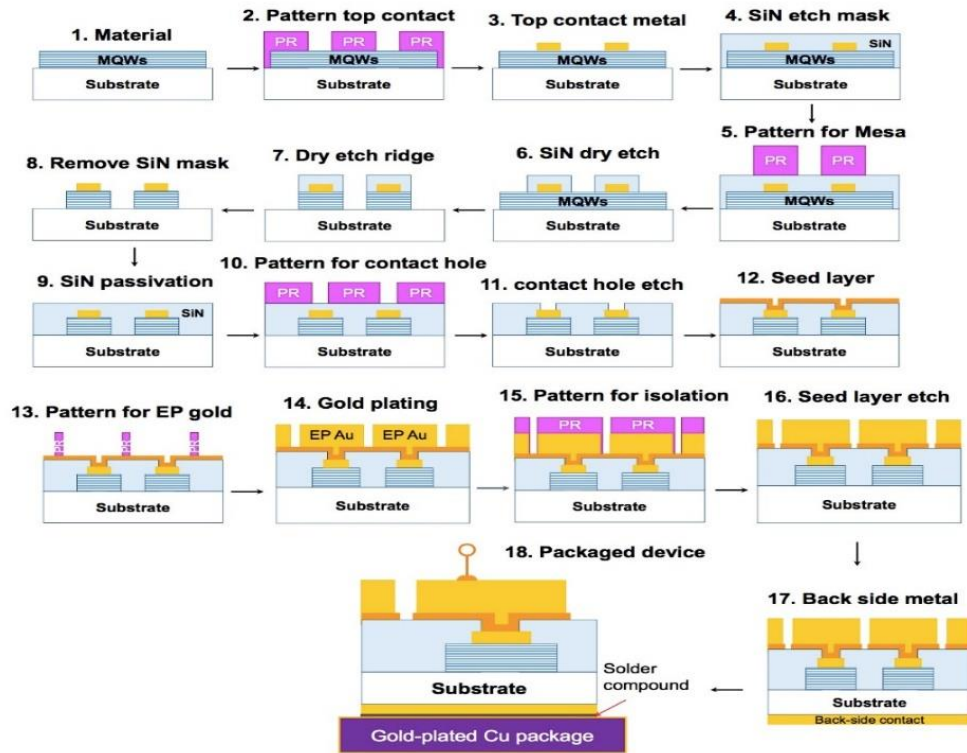 1. Material
MQWs
Substrate
2. Pattern top contact
PR PR PR
MQWs
Substrate
3. Top contact metal
MQWs
Substrate
4. SiN etch mask
SiN
MQWs
Substrate
5. Pattern for Mesa
PR PR
MQWs
Substrate
6. SiN dry etch
MQWs
Substrate
7. Dry etch ridge
Substrate
8. Remove SiN mask
Substrate
9. SiN passivation
SiN
Substrate
10. Pattern for contact hole
PR PR PR
Substrate
11. contact hole etch
Substrate
12. Seed layer
Substrate
13. Pattern for EP gold
PR PR PR
Substrate
14. Gold plating
EP Au EP Au
Substrate
15. Pattern for isolation
PR PR
Substrate
16. Seed layer etch
Substrate
17. Back side metal
Substrate
Back-side contact
18. Packaged device
Substrate
Solder
compound
Gold-plated Cu package